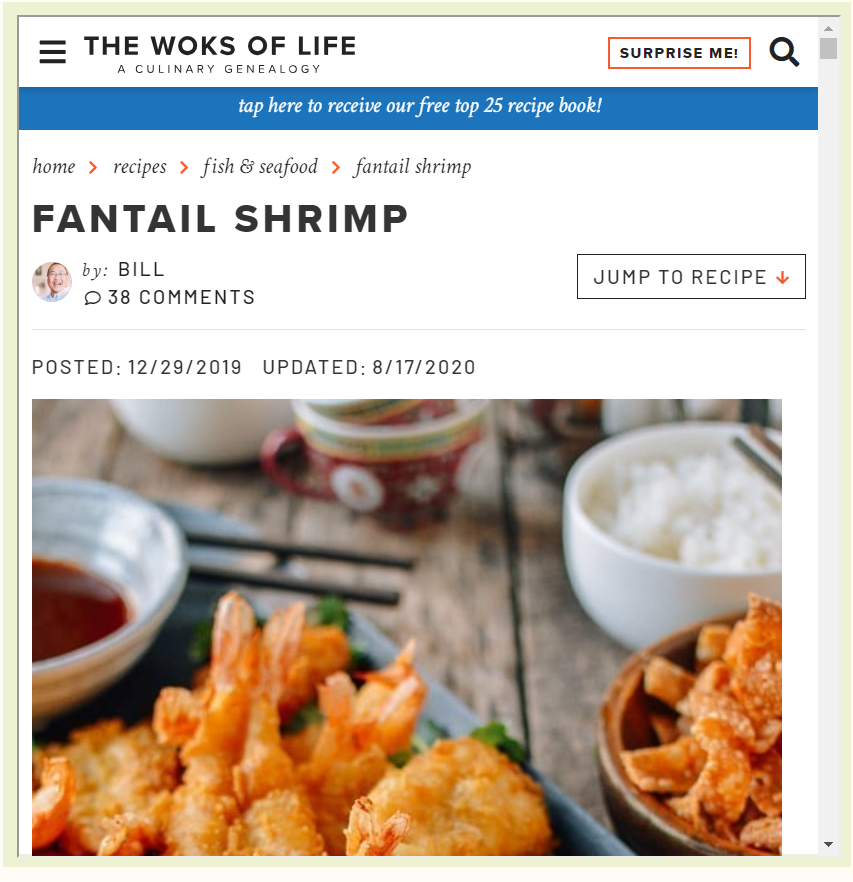 THE WOKS OF LIFE
A CULINARY GENEALOGY
SURPRISE ME!
tap here to receive our free top 25 recipe book!
home > recipes > fish & seafood > fantail shrimp
FANTAIL SHRIMP
by: BILL
38 COMMENTS
JUMP TO RECIPE ↓
POSTED: 12/29/2019 UPDATED: 8/17/2020